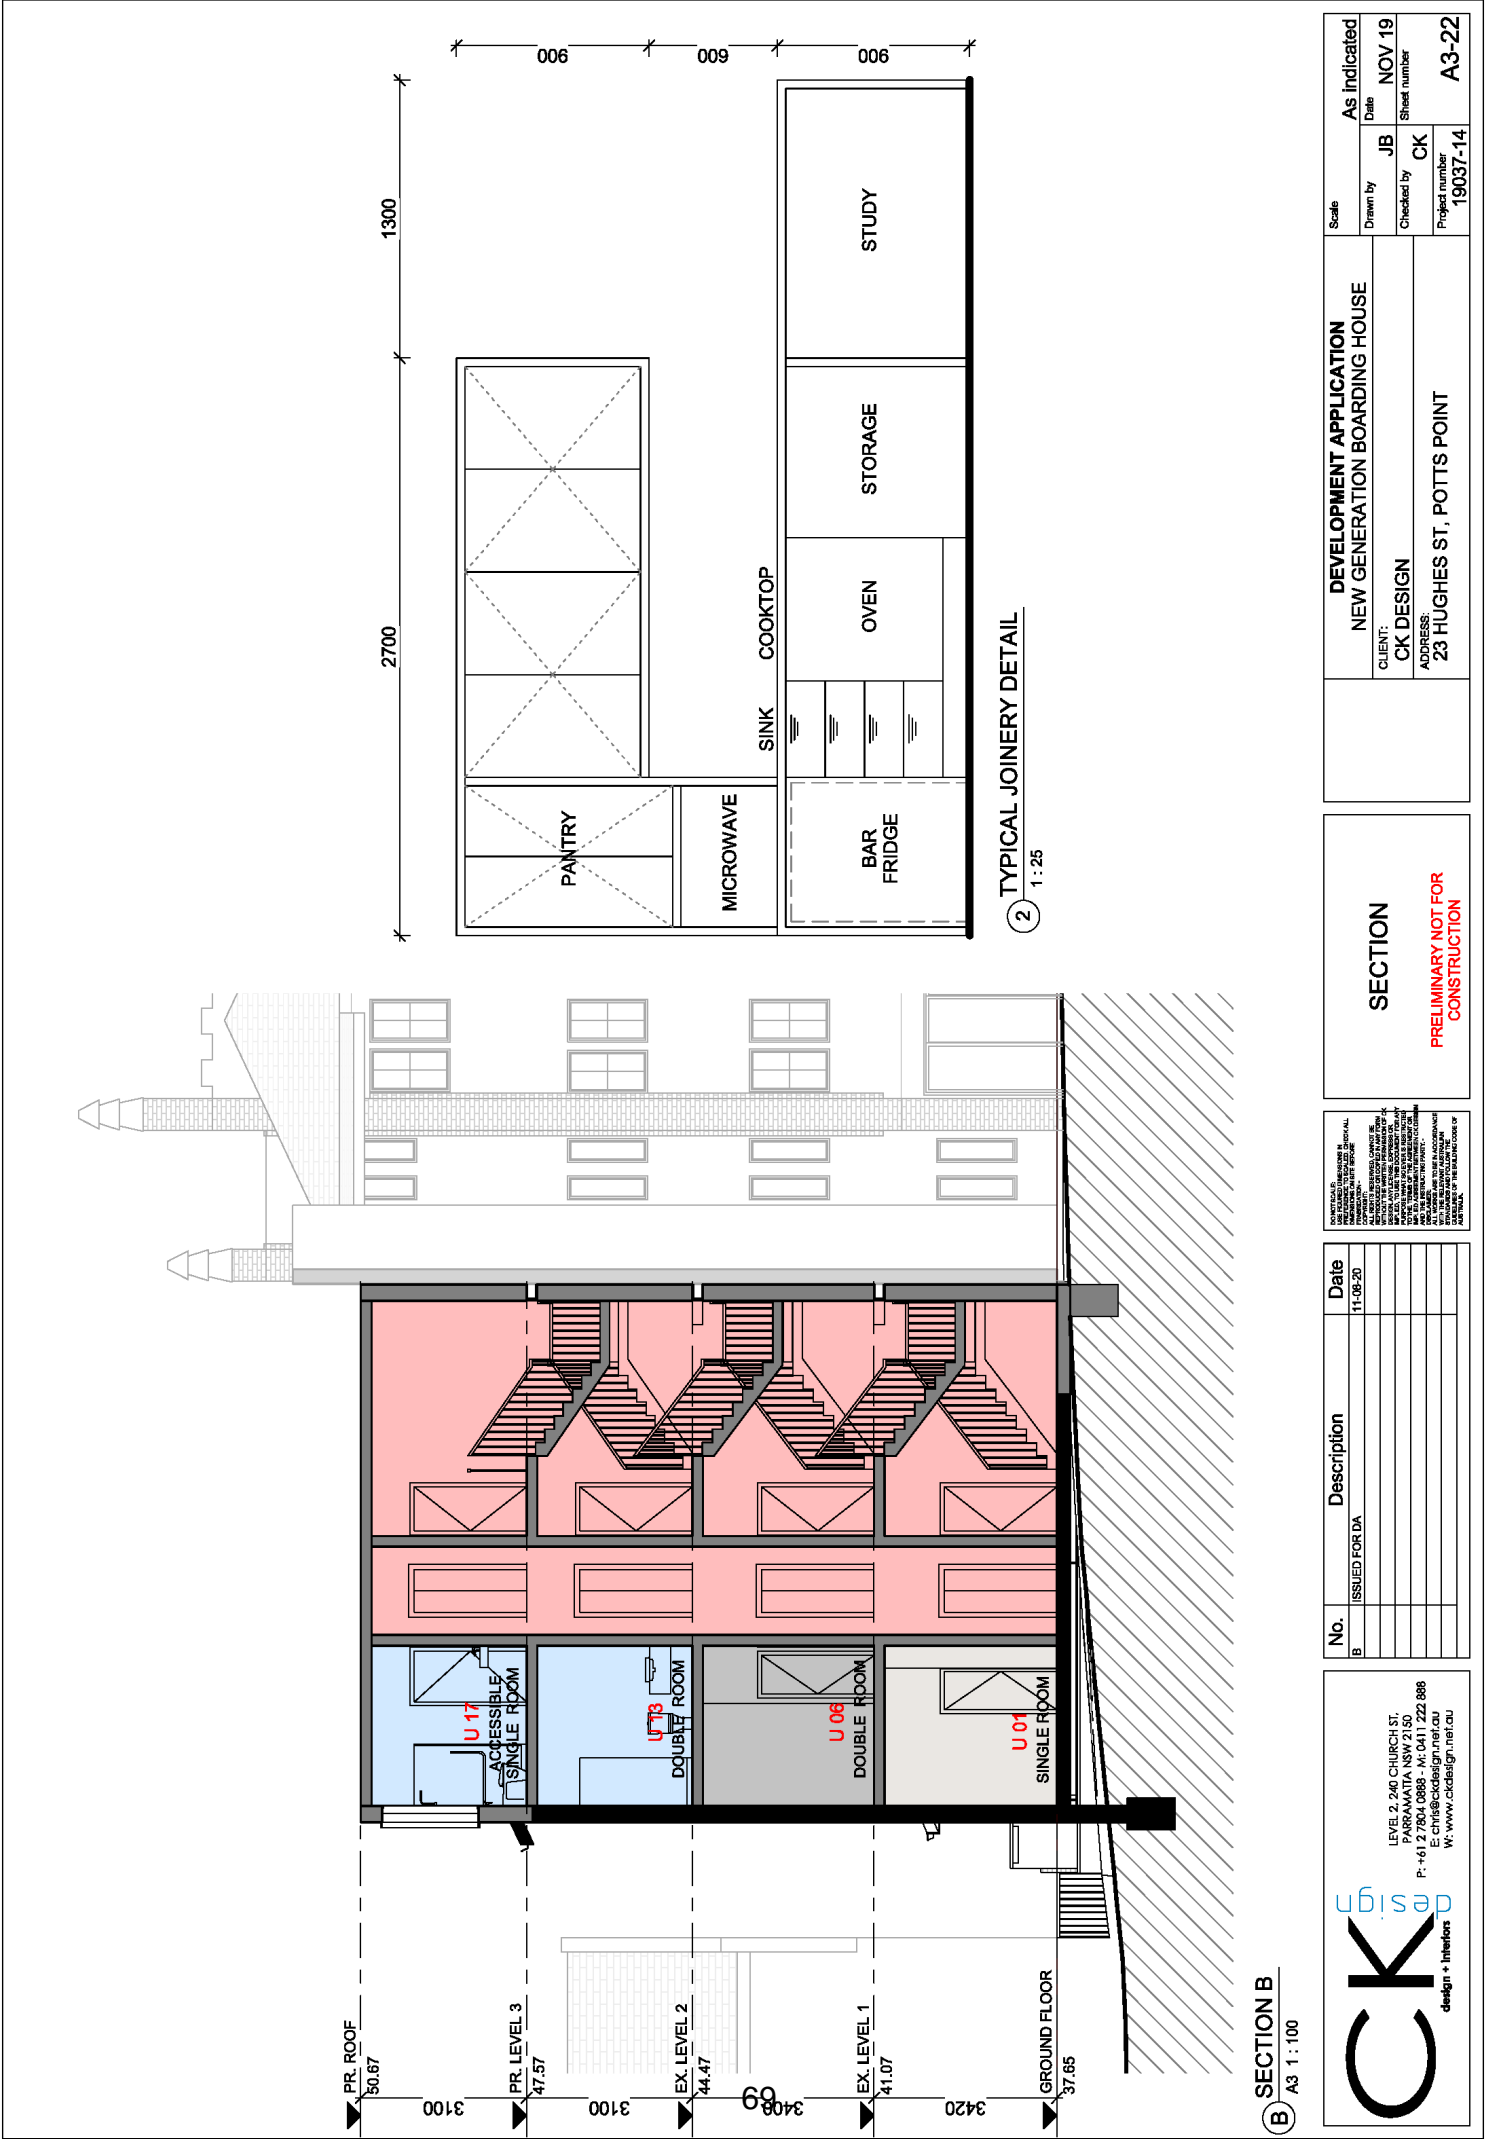 PR. ROOF
50.67
PR. LEVEL 3
47.57
EX. LEVEL 2
44.47
EX. LEVEL 1
41.07
GROUND FLOOR
37.65
3100
3100
3400
3420
69
U 17
ACCESSIBLE
SINGLE ROOM
U 13
DOUBLE ROOM
U 06
DOUBLE ROOM
U 01
SINGLE ROOM
B
SECTION B
A3 1 : 100
2700
1300
900
600
900
PANTRY
MICROWAVE
BAR
FRIDGE
SINK
COOKTOP
OVEN
STORAGE
STUDY
2
TYPICAL JOINERY DETAIL
1 : 25
CK
design
design + interiors
LEVEL 2, 240 CHURCH ST,
PARRAMATTA NSW 2150
P: +61 2 7804 0888 - M: 0411 222 888
E: chris@ckdesign.net.au
W: www.ckdesign.net.au
No. Description Date
B ISSUED FOR DA 11-08-20
SECTION
PRELIMINARY NOT FOR
CONSTRUCTION
DEVELOPMENT APPLICATION
NEW GENERATION BOARDING HOUSE
CLIENT:
CK DESIGN
ADDRESS:
23 HUGHES ST, POTTS POINT
Scale
As indicated
Drawn by
JB
Date
NOV 19
Checked by
CK
Sheet number
A3-22
Project number
19037-14